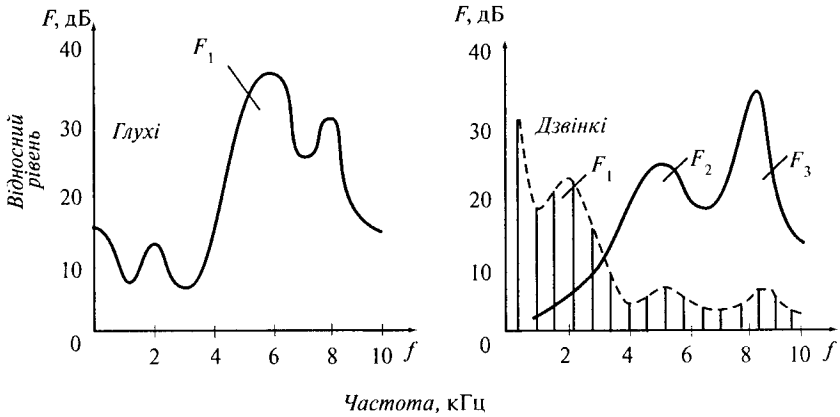 F, дБ
40
30
20
10
0
Відносний
рівень
Глухі
F1
2
4
6
8
10
f
F, дБ
40
30
20
10
0
Дзвінкі
F1
F2
F3
2
4
6
8
10
f
Частота, кГц